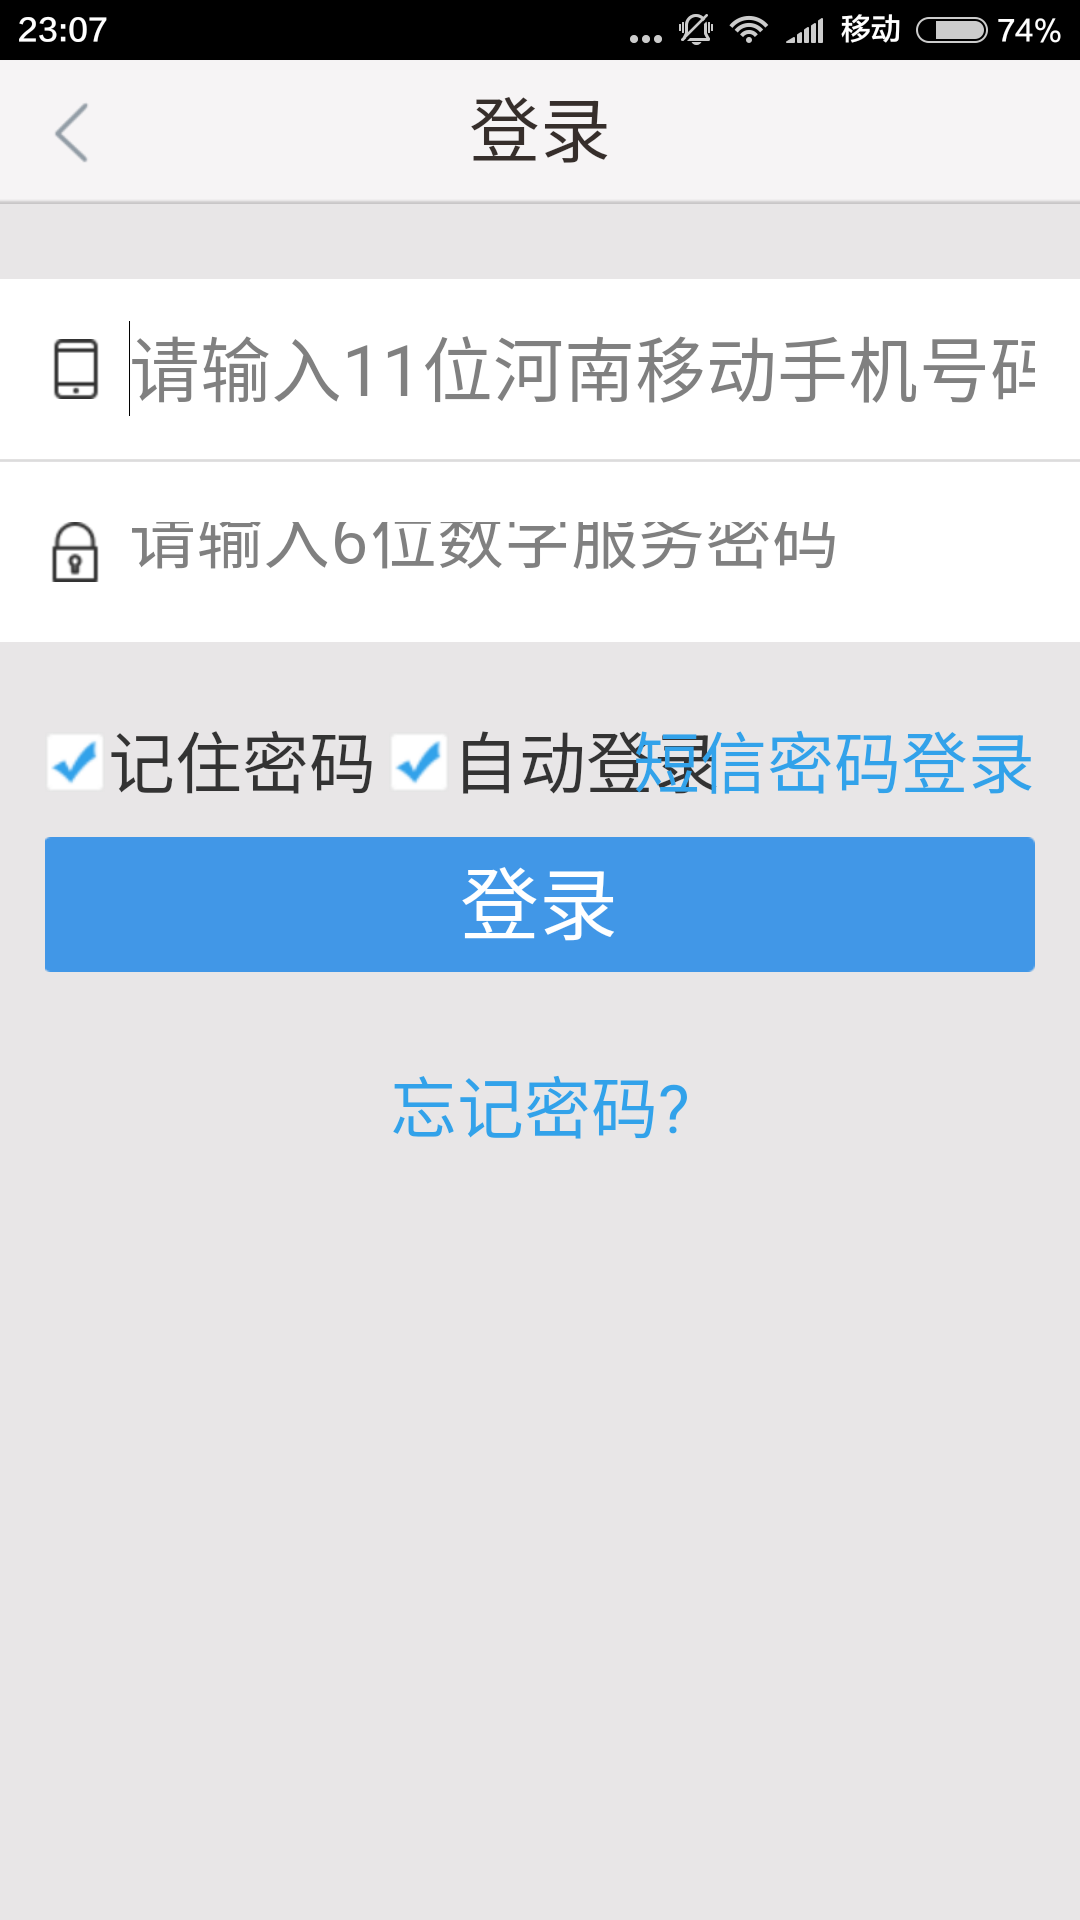 23:07 ... 移动 74%
登录
请输入11位河南移动手机号码
请输入6位数字服务密码
记住密码 自动登录 短信密码登录
登录
忘记密码?